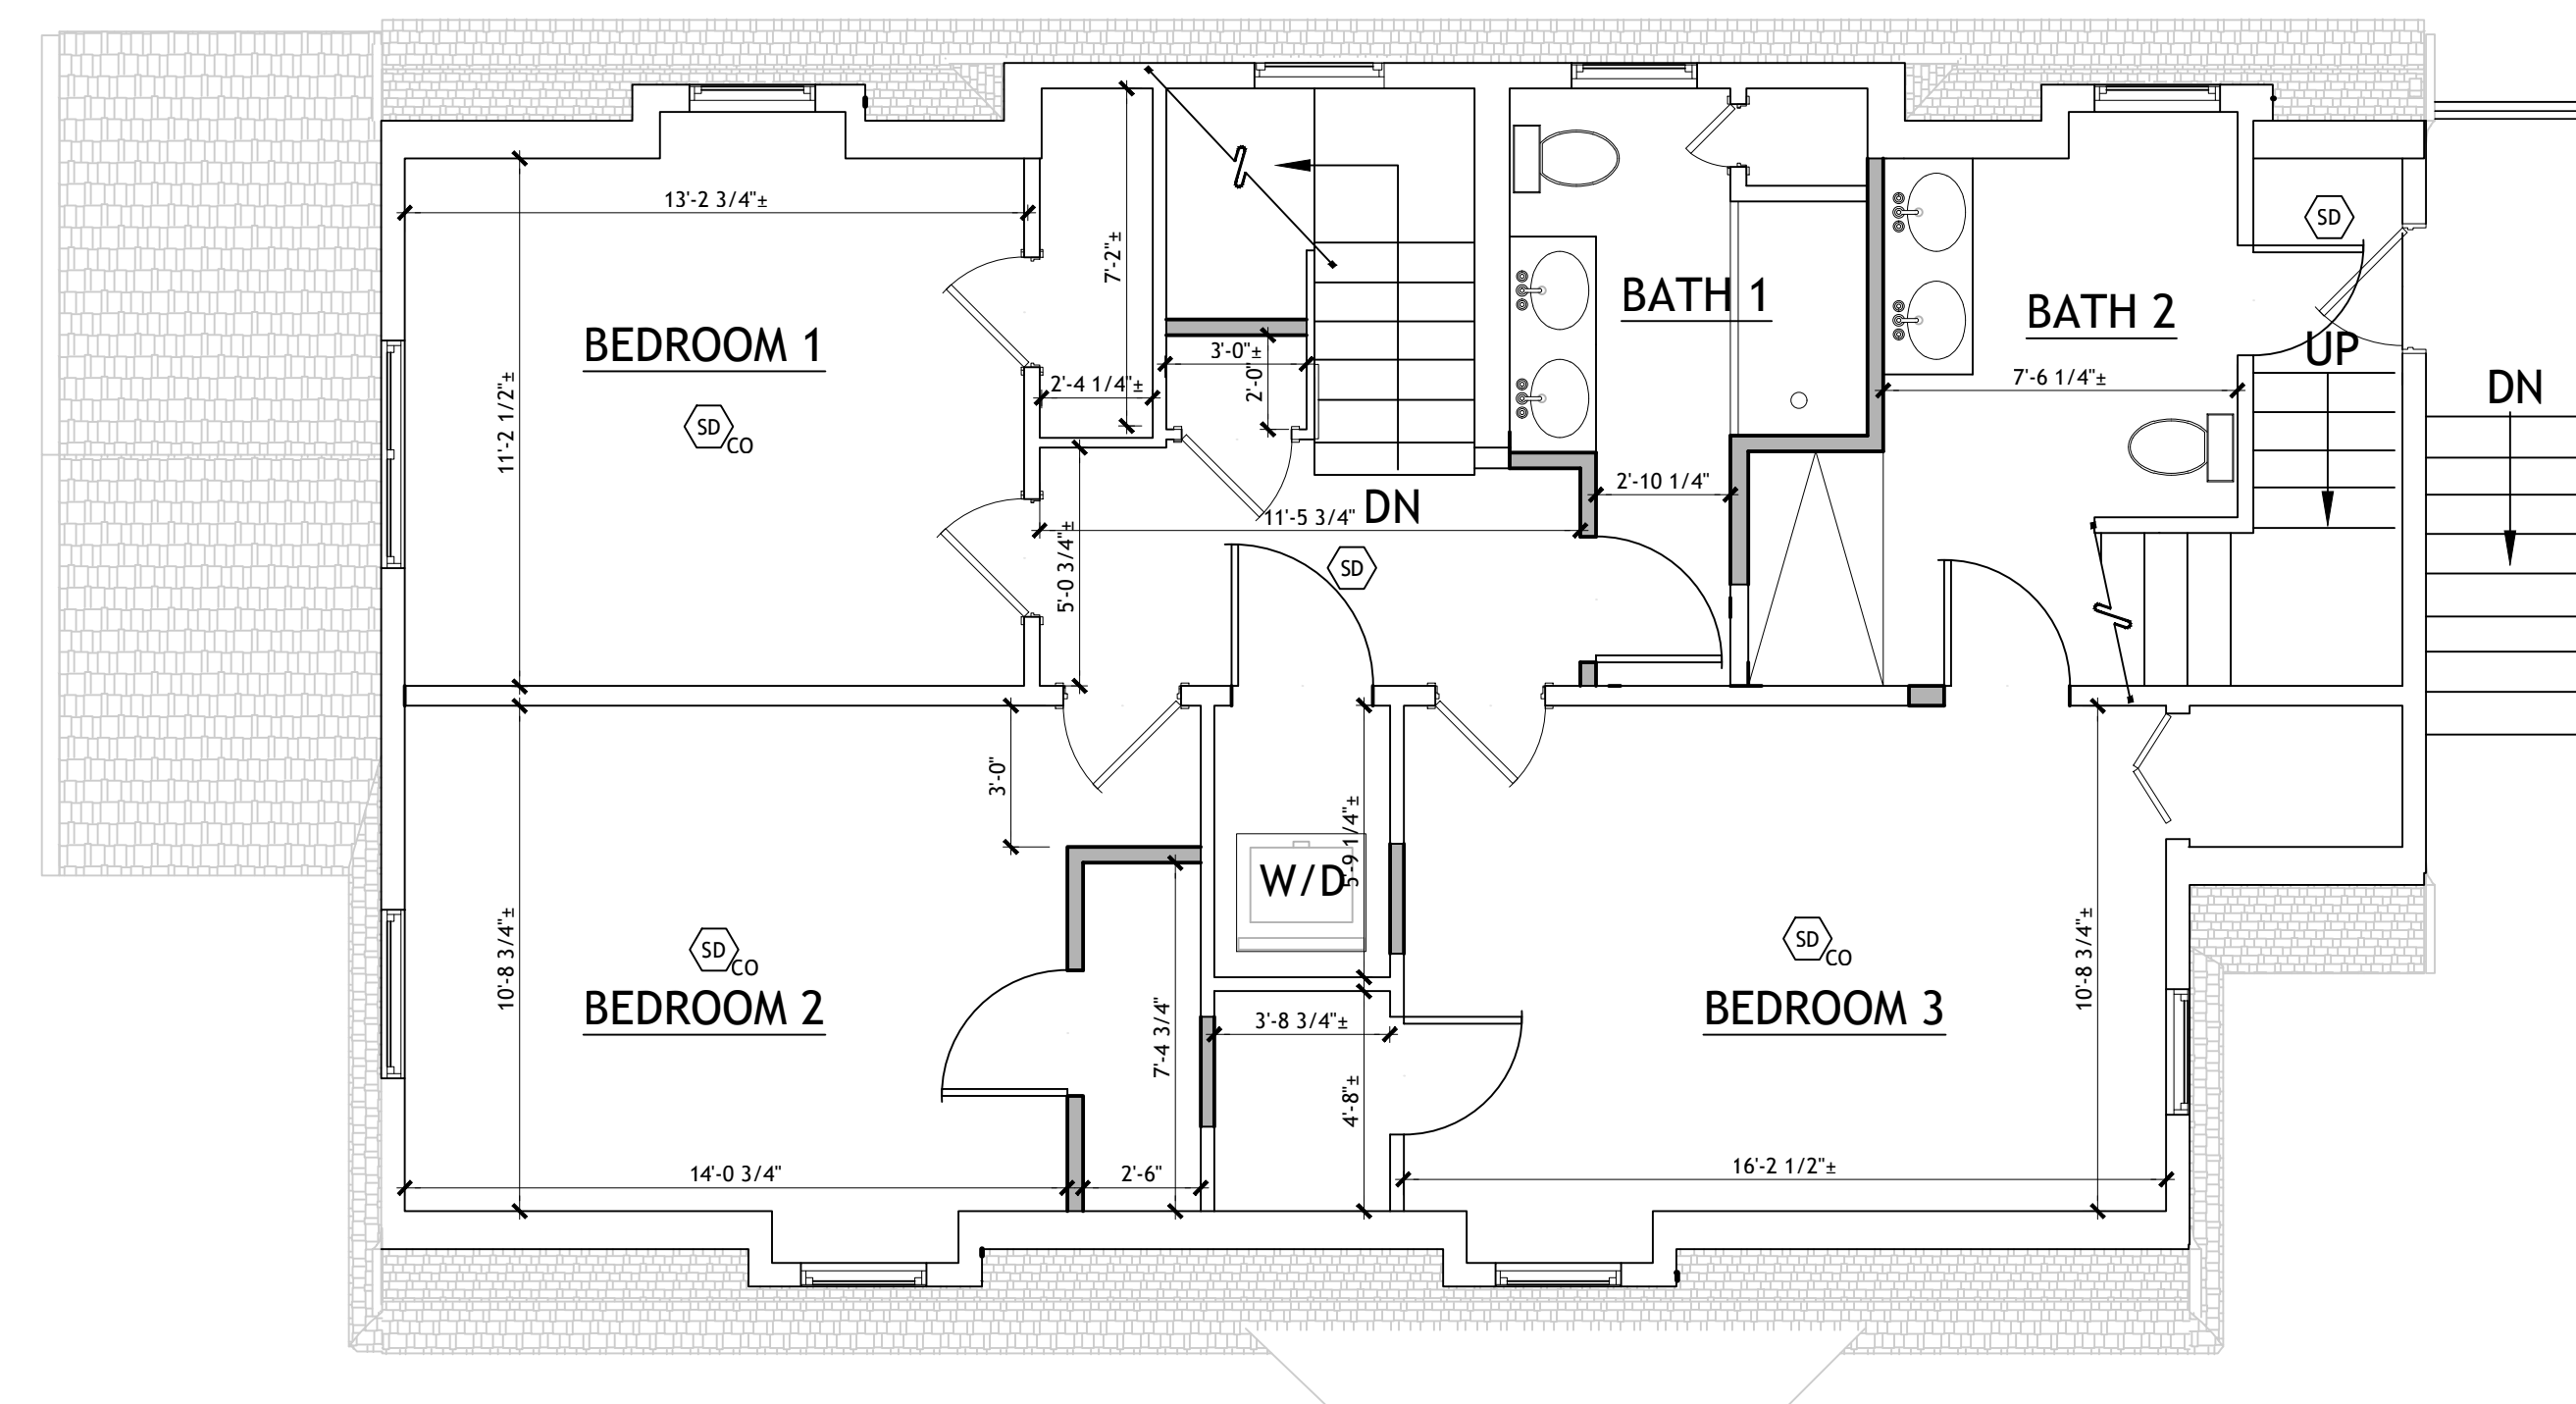 13'-2 3/4"±
BEDROOM 1
SD
CO
11'-2 1/2"±
7'-2"±
2'-4 1/4"±
3'-0"±
2'-0"±
BATH 1
BATH 2
SD
UP
DN
7'-6 1/4"±
2'-10 1/4"
11'-5 3/4"
DN
SD
5'-0 3/4"±
3'-0"
5'-9 1/4"±
W/D
SD
CO
BEDROOM 2
10'-8 3/4"±
7'-4 3/4"
3'-8 3/4"±
4'-8"±
SD
CO
BEDROOM 3
10'-8 3/4"±
14'-0 3/4"
2'-6"
16'-2 1/2"±